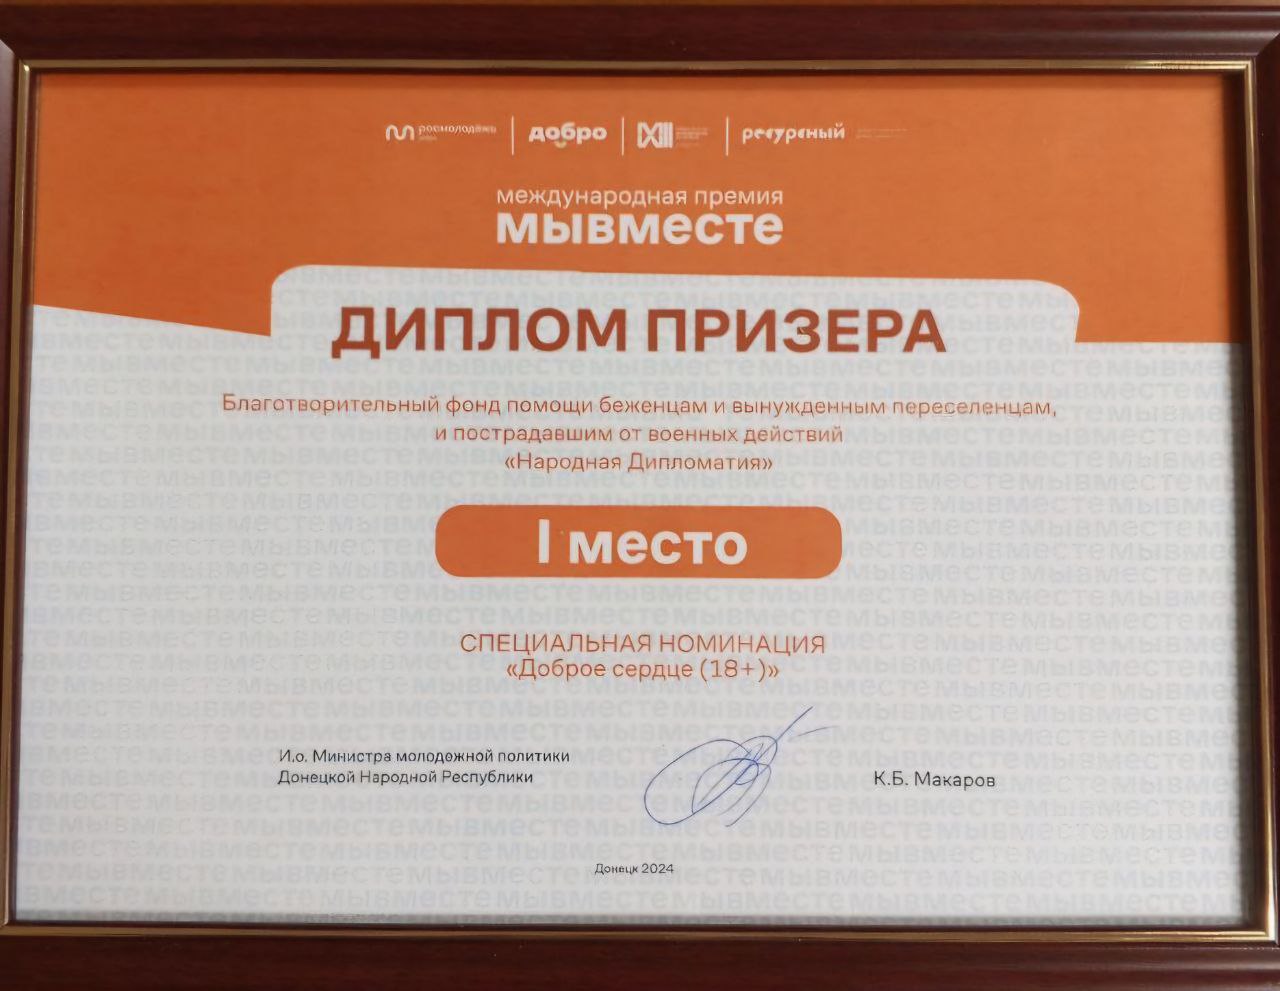 росмолодёжь
добро
ресурсный
международная премия
мывместе
ДИПЛОМ ПРИЗЕРА
Благотворительный фонд помощи беженцам и вынужденным переселенцам,
и пострадавшим от военных действий
«Народная Дипломатия»
I место
СПЕЦИАЛЬНАЯ НОМИНАЦИЯ
«Доброе сердце (18+)»
И.о. Министра молодежной политики
Донецкой Народной Республики
К.Б. Макаров
Донецк 2024